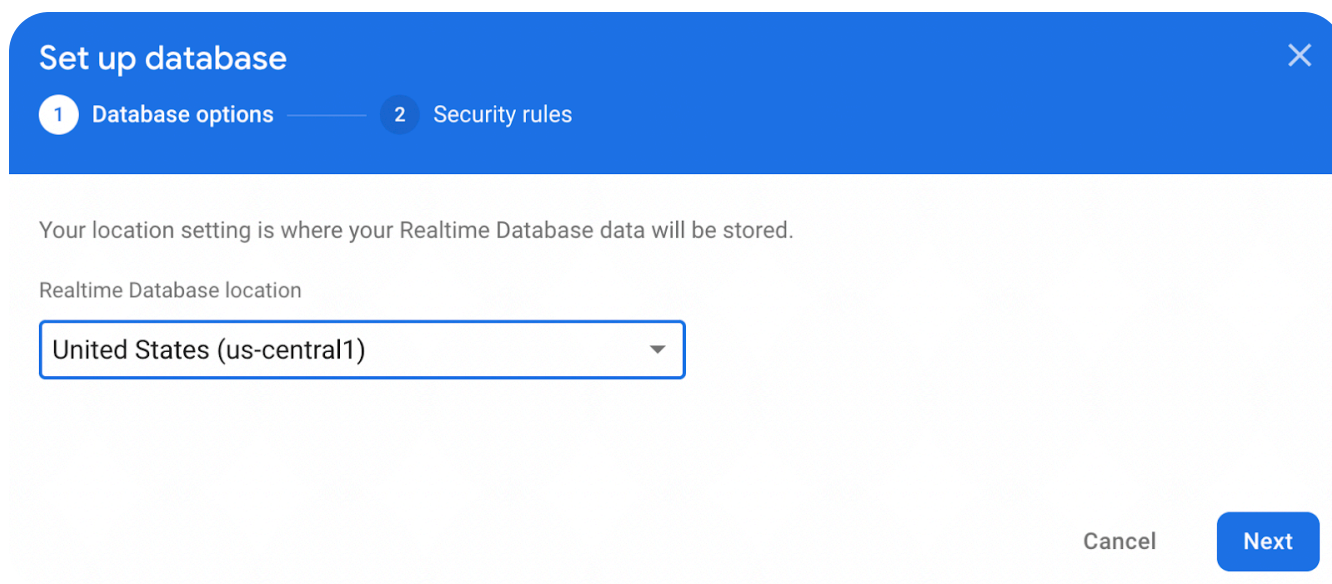 Set up database
1 Database options 2 Security rules
Your location setting is where your Realtime Database data will be stored.
Realtime Database location
United States (us-central1)
Cancel Next